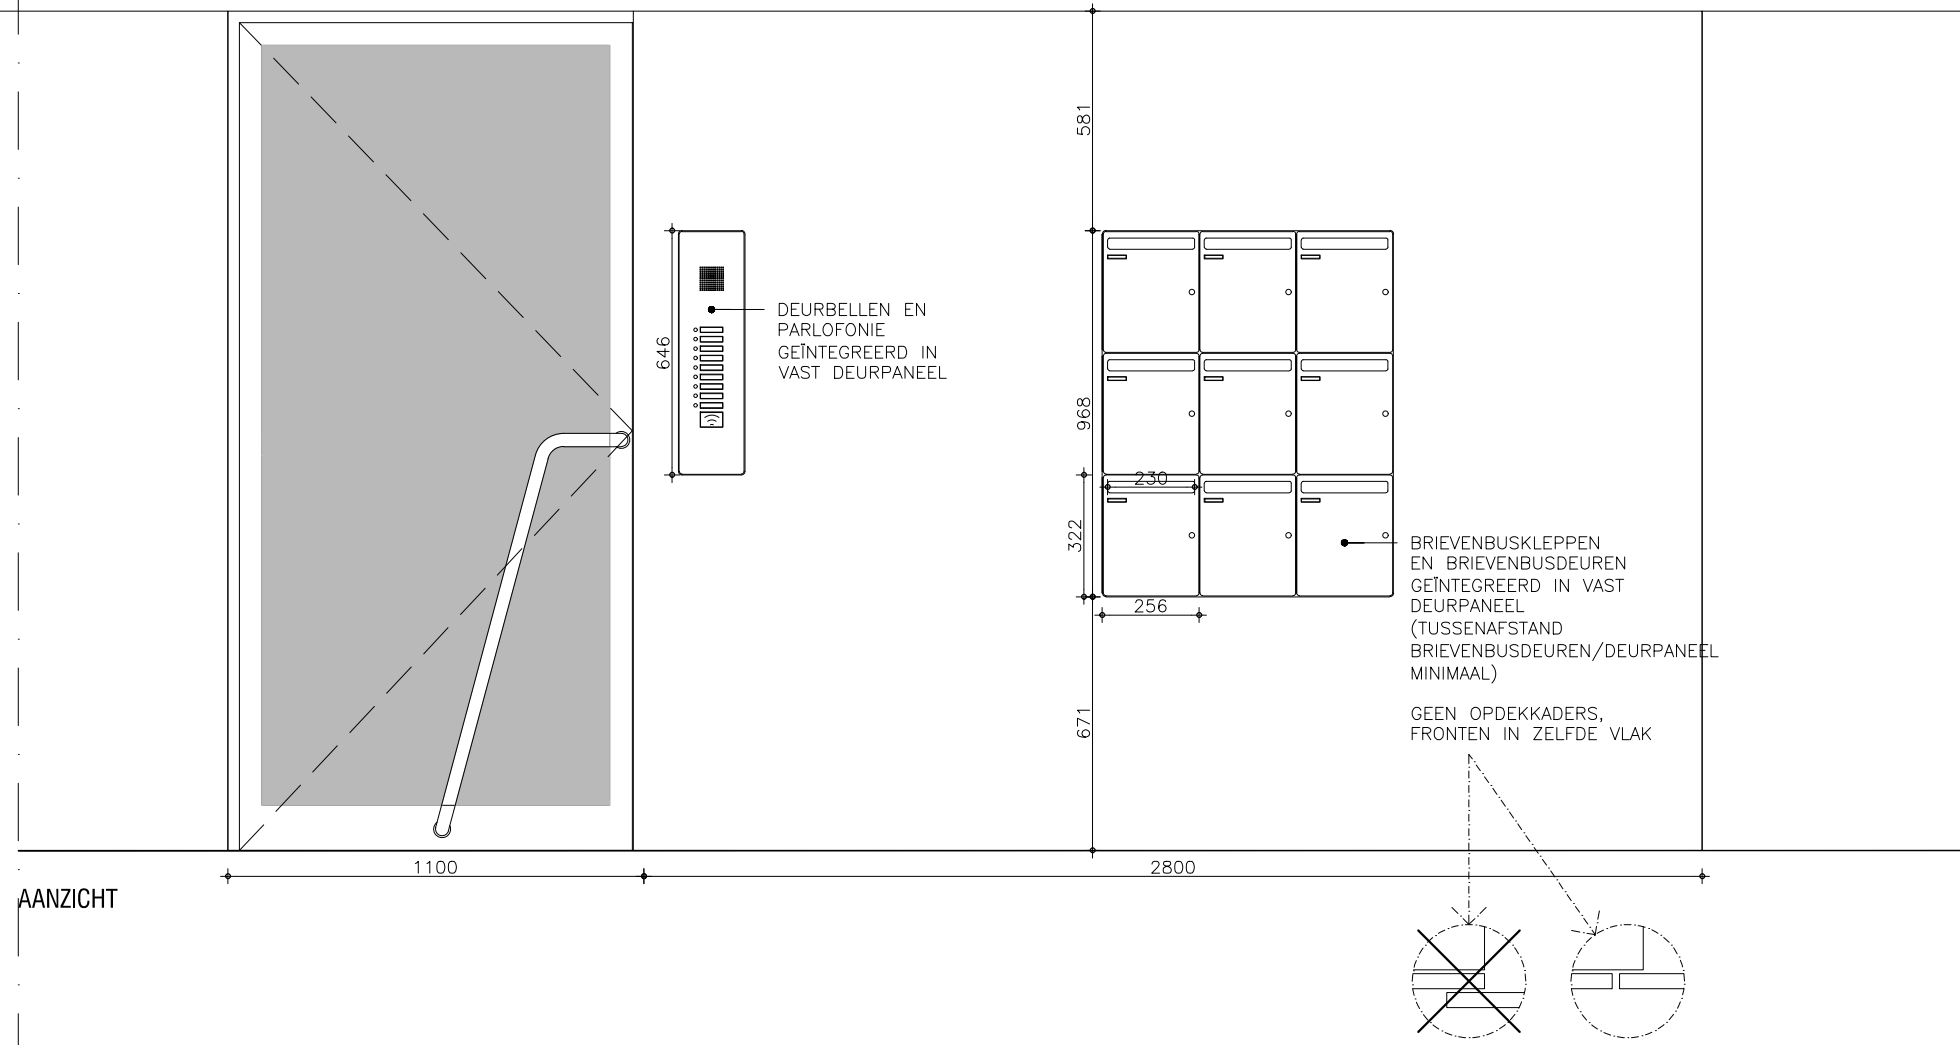 581
DEURBELLEN EN
PARLOFONIE
GEÏNTEGREERD IN
VAST DEURPANEEL
646
968
230
322
256
BRIEVENBUSKLEPPEN
EN BRIEVENBUSDEUREN
GEÏNTEGREERD IN VAST
DEURPANEEL
(TUSSENAFSTAND
BRIEVENBUSDEUREN/DEURPANEEL
MINIMAAL)
GEEN OPDEKKADERS,
FRONTEN IN ZELFDE VLAK
671
1100
2800
AANZICHT